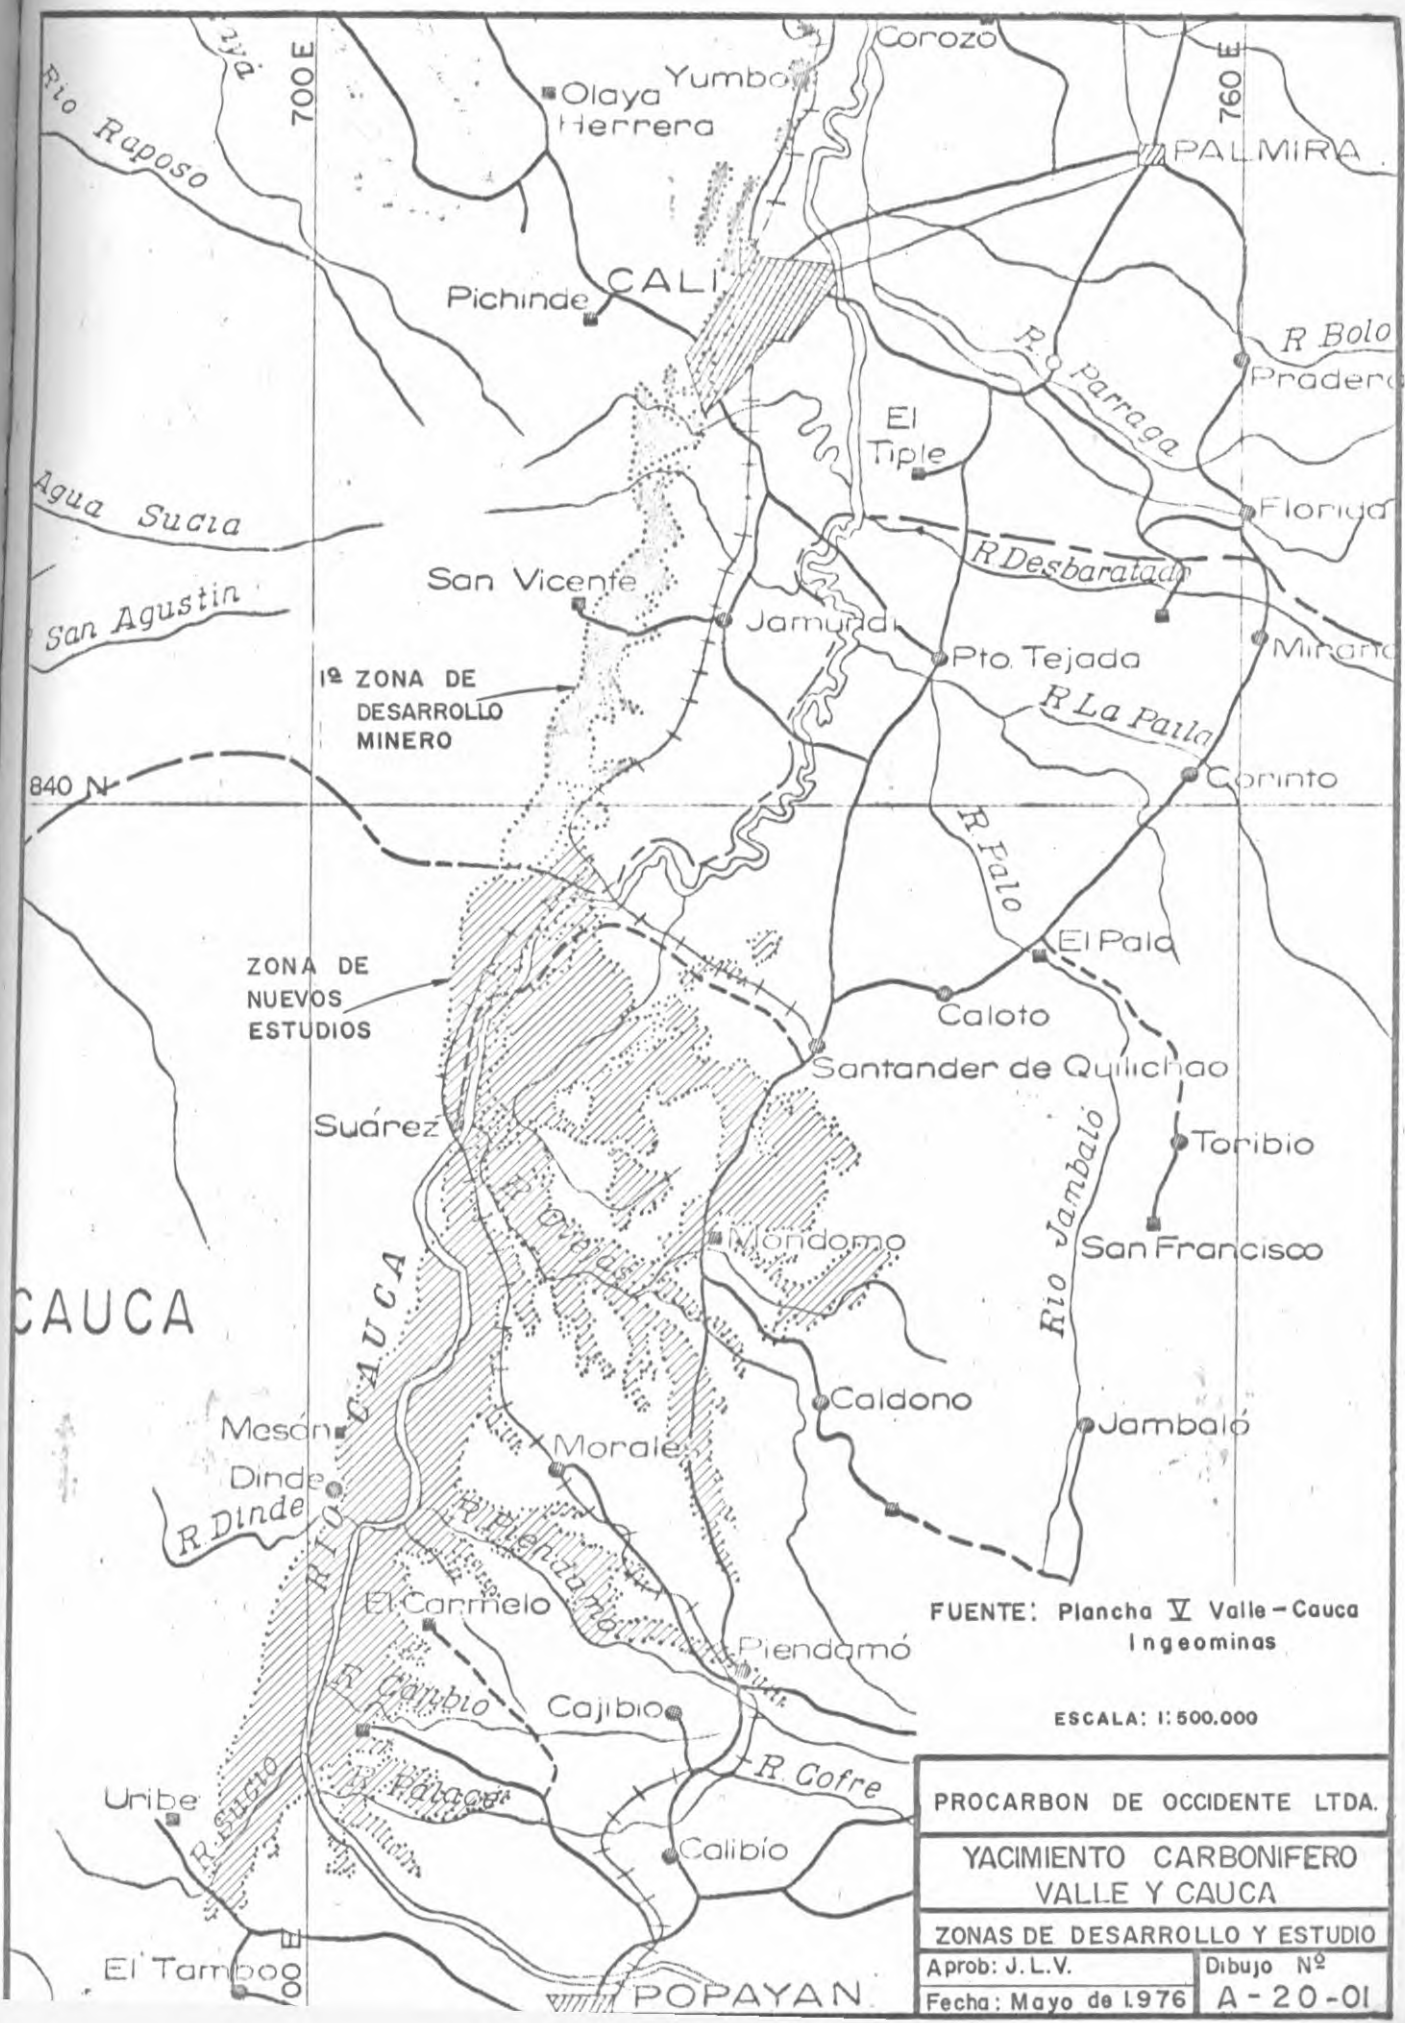 Corozo
700 E
760 E
Yumbo
Olaya
Herrera
Rio Raposo
PALMIRA
CALI
Pichinde
R. Parraga
R Bolo
Pradera
El
Tiple
Agua Sucia
Florida
R Desbaratado
San Vicente
San Agustin
Jamundi
Pto. Tejada
1ª ZONA DE
DESARROLLO
MINERO
R La Paila
840 N
Corinto
R. Palo
El Palo
ZONA DE
NUEVOS
ESTUDIOS
Caloto
Santander de Quilichao
Suárez
Toribio
Rio Jambaló
R Ovejas
Mondomo
San Francisco
CAUCA
RIO CAUCA
Caldono
Mesón
Morales
Jambaló
Dinde
R. Dinde
R. Piendamo
El Carmelo
FUENTE: Plancha V Valle-Cauca
Ingeominas
Piendamó
R. Cajibio
Cajibio
ESCALA: 1:500.000
R. Cofre
R. Palace
Uribe
R. Sucio
Calibío
PROCARBON DE OCCIDENTE LTDA.
YACIMIENTO CARBONIFERO
VALLE Y CAUCA
ZONAS DE DESARROLLO Y ESTUDIO
El Tambo
POPAYAN
Aprob: J.L.V.
Dibujo Nº
Fecha: Mayo de 1.976
A-20-01